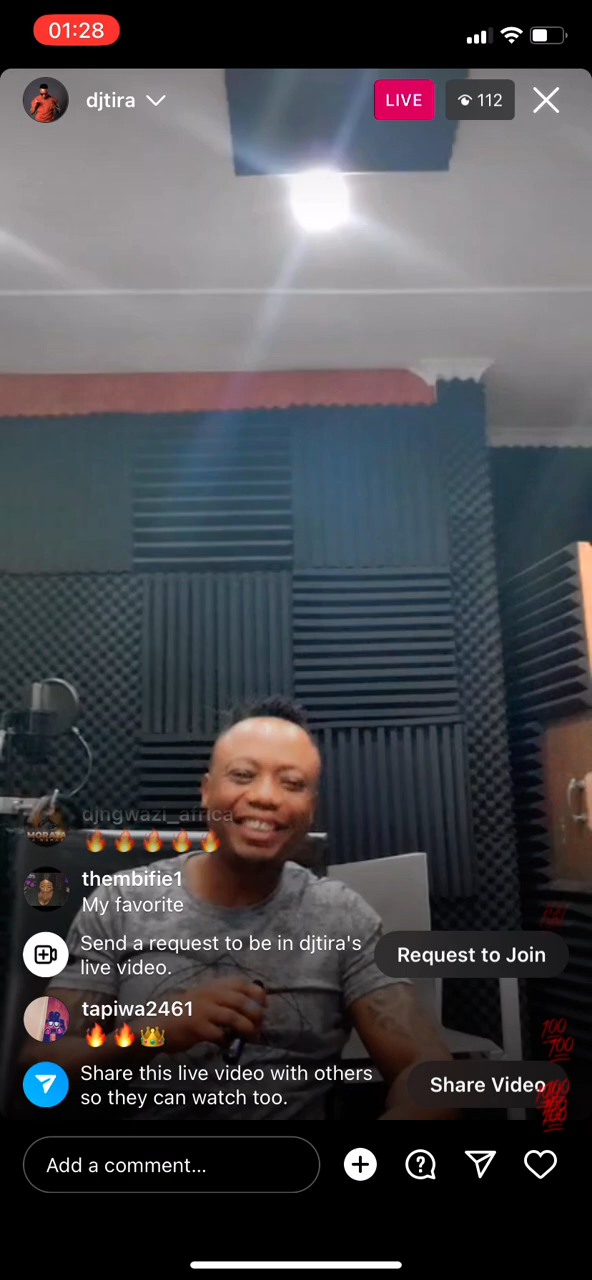 01:28
djtira
LIVE
112
djngwazi_africa
MORADA
🔥🔥🔥🔥🔥
thembifie1
My favorite
Send a request to be in djtira's
live video.
Request to Join
tapiwa2461
🔥🔥👑
Share this live video with others
so they can watch too.
Share Video
💯
💯
💯
Add a comment...